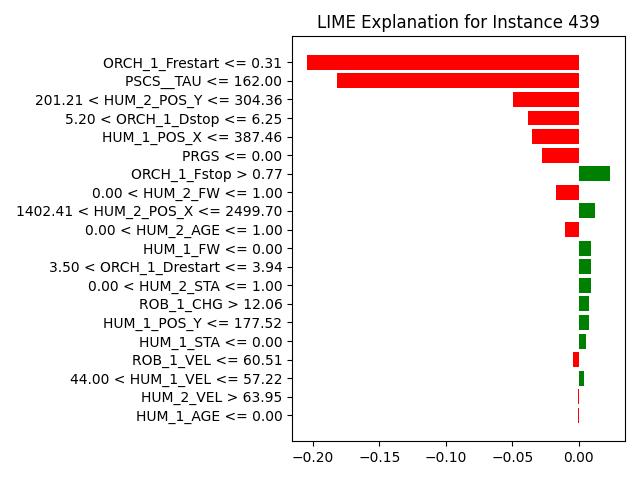 LIME Explanation for Instance 439
ORCH_1_Frestart <= 0.31
PSCS__TAU <= 162.00
201.21 < HUM_2_POS_Y <= 304.36
5.20 < ORCH_1_Dstop <= 6.25
HUM_1_POS_X <= 387.46
PRGS <= 0.00
ORCH_1_Fstop > 0.77
0.00 < HUM_2_FW <= 1.00
1402.41 < HUM_2_POS_X <= 2499.70
0.00 < HUM_2_AGE <= 1.00
HUM_1_FW <= 0.00
3.50 < ORCH_1_Drestart <= 3.94
0.00 < HUM_2_STA <= 1.00
ROB_1_CHG > 12.06
HUM_1_POS_Y <= 177.52
HUM_1_STA <= 0.00
ROB_1_VEL <= 60.51
44.00 < HUM_1_VEL <= 57.22
HUM_2_VEL > 63.95
HUM_1_AGE <= 0.00
−0.20 −0.15 −0.10 −0.05 0.00